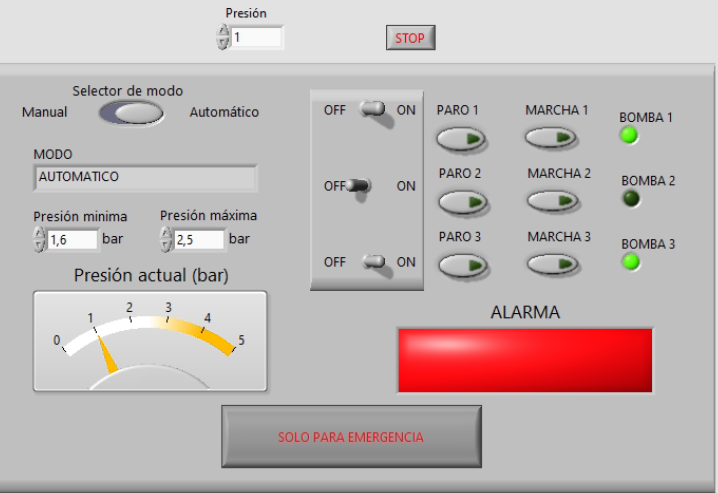 Presión
1
STOP
Selector de modo
Manual
Automático
MODO
AUTOMATICO
Presión minima
Presión máxima
1,6 bar
2,5 bar
Presión actual (bar)
0 1 2 3 4 5
OFF ON
OFF ON
OFF ON
PARO 1
MARCHA 1
BOMBA 1
PARO 2
MARCHA 2
BOMBA 2
PARO 3
MARCHA 3
BOMBA 3
ALARMA
SOLO PARA EMERGENCIA